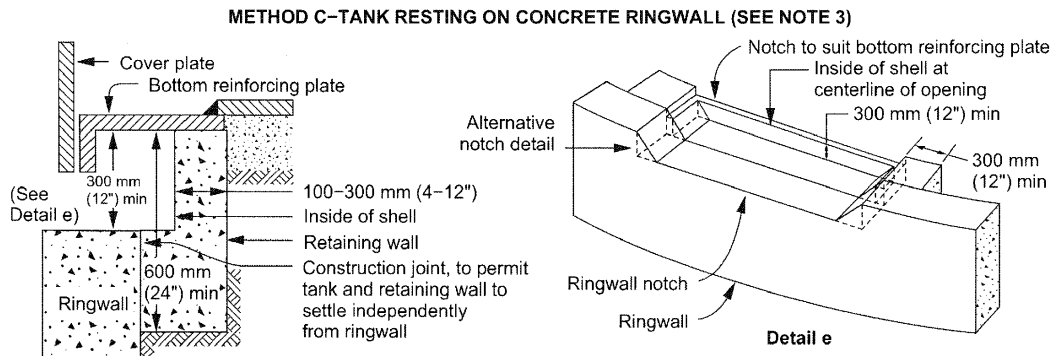 METHOD C−TANK RESTING ON CONCRETE RINGWALL (SEE NOTE 3)
Cover plate
Bottom reinforcing plate
300 mm
(12") min
(See
Detail e)
100−300 mm (4−12")
Inside of shell
Retaining wall
Construction joint, to permit
tank and retaining wall to
settle independently
from ringwall
600 mm
(24") min
Ringwall
Notch to suit bottom reinforcing plate
Inside of shell at
centerline of opening
300 mm (12") min
Alternative
notch detail
300 mm
(12") min
Ringwall notch
Ringwall
Detail e